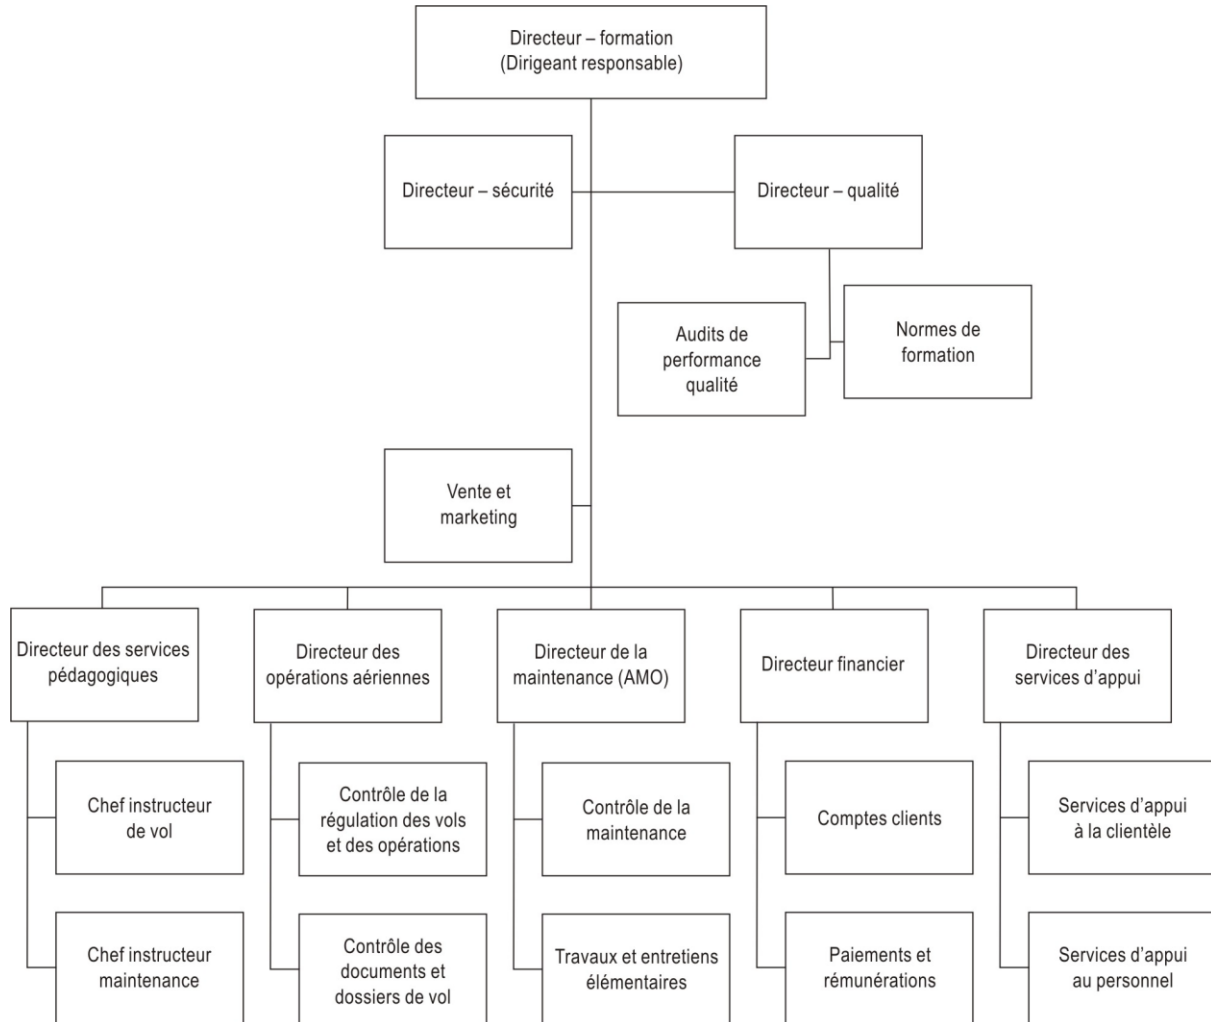 Directeur – formation
(Dirigeant responsable)
Directeur – sécurité
Directeur – qualité
Audits de
performance
qualité
Normes de
formation
Vente et
marketing
Directeur des services
pédagogiques
Directeur des
opérations aériennes
Directeur de la
maintenance (AMO)
Directeur financier
Directeur des
services d’appui
Chef instructeur
de vol
Contrôle de la
régulation des vols
et des opérations
Contrôle de la
maintenance
Comptes clients
Services d’appui
à la clientèle
Chef instructeur
maintenance
Contrôle des
documents et
dossiers de vol
Travaux et entretiens
élémentaires
Paiements et
rémunérations
Services d’appui
au personnel